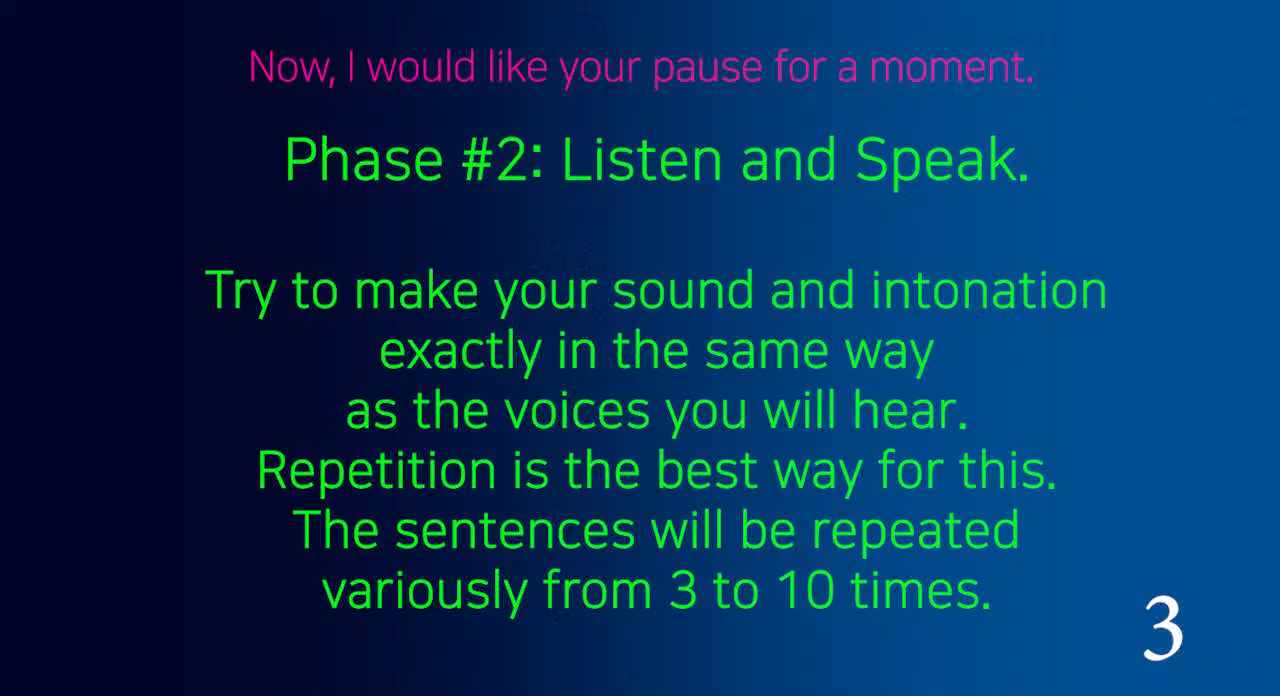 Now, I would like your pause for a moment.
Phase #2: Listen and Speak.
Try to make your sound and intonation
exactly in the same way
as the voices you will hear.
Repetition is the best way for this.
The sentences will be repeated
variously from 3 to 10 times.
3